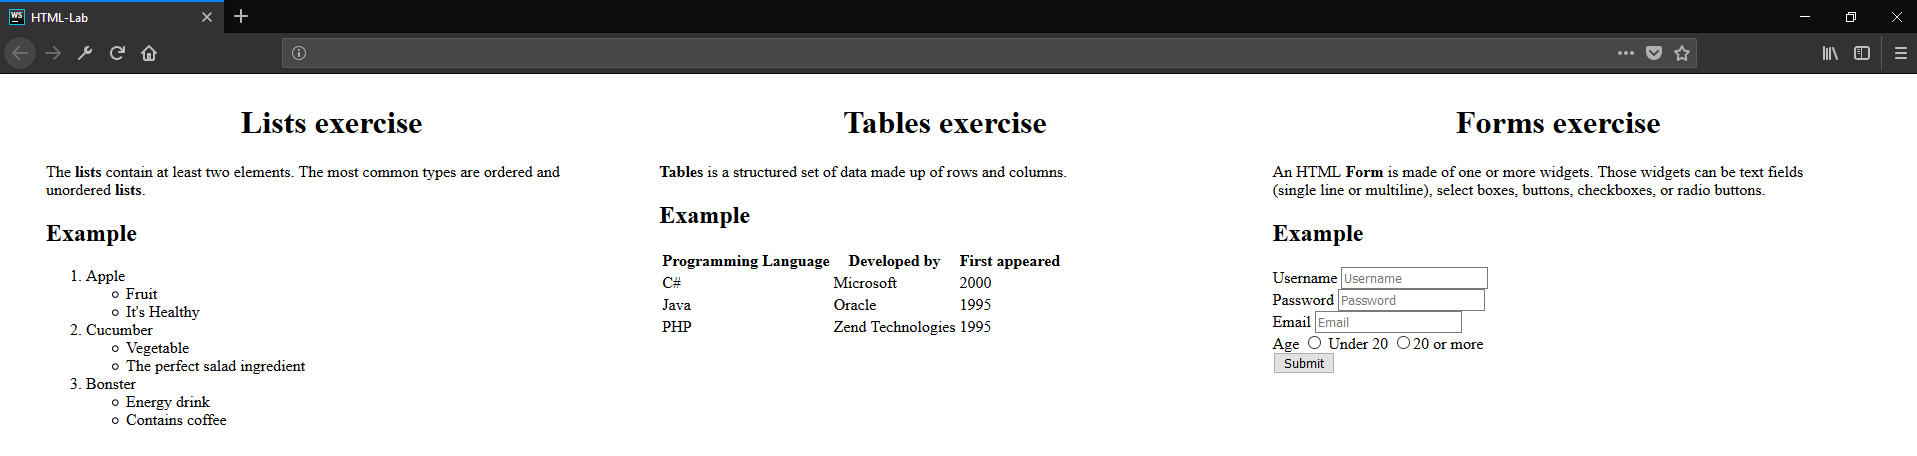 WS HTML-Lab
Lists exercise
The lists contain at least two elements. The most common types are ordered and
unordered lists.
Example
1. Apple
Fruit
It's Healthy
2. Cucumber
Vegetable
The perfect salad ingredient
3. Bonster
Energy drink
Contains coffee
Tables exercise
Tables is a structured set of data made up of rows and columns.
Example
Programming Language Developed by First appeared
C# Microsoft 2000
Java Oracle 1995
PHP Zend Technologies 1995
Forms exercise
An HTML Form is made of one or more widgets. Those widgets can be text fields
(single line or multiline), select boxes, buttons, checkboxes, or radio buttons.
Example
Username Username
Password Password
Email Email
Age Under 20 20 or more
Submit